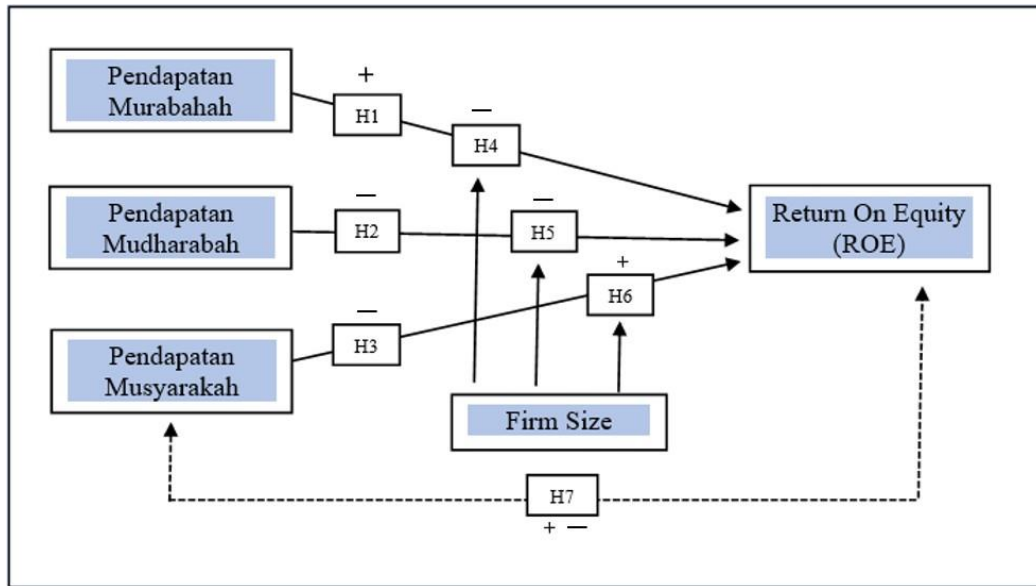 Pendapatan
Murabahah
+
H1
—
H4
Pendapatan
Mudharabah
—
H2
—
H5
Return On Equity
(ROE)
+
H6
Pendapatan
Musyarakah
—
H3
Firm Size
H7
+ —